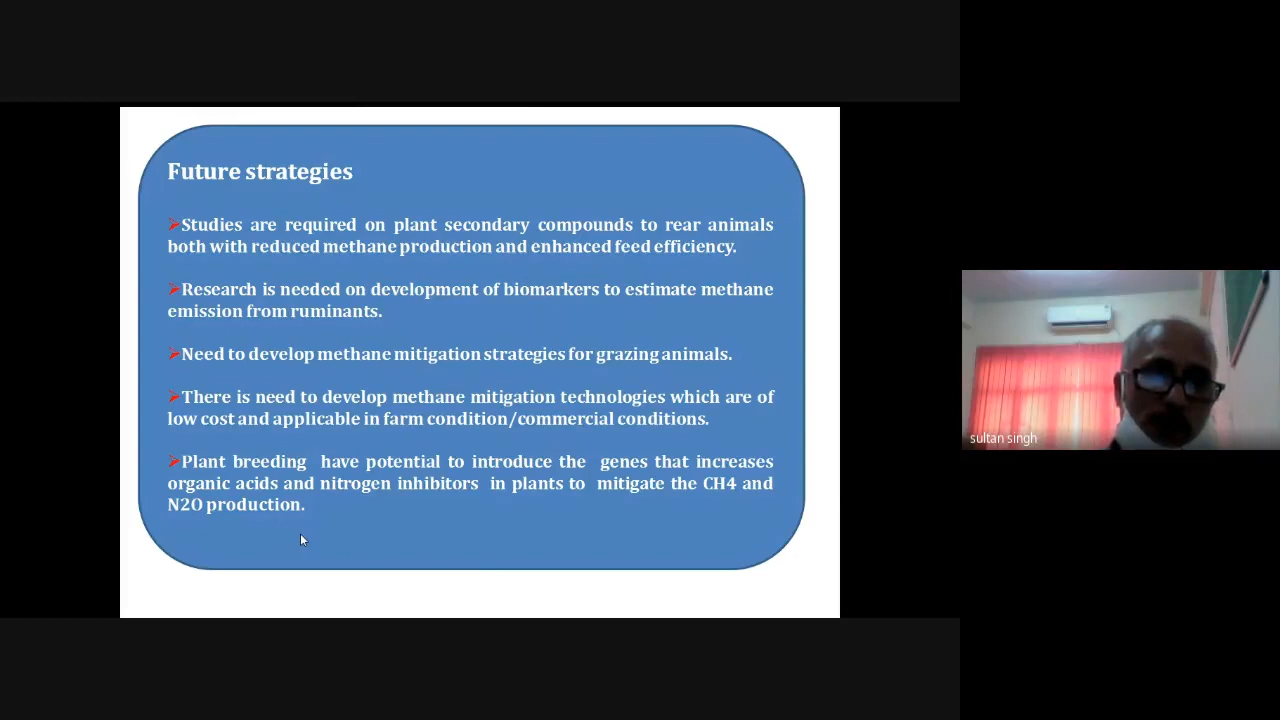 Future strategies
➢Studies are required on plant secondary compounds to rear animals
both with reduced methane production and enhanced feed efficiency.
➢Research is needed on development of biomarkers to estimate methane
emission from ruminants.
➢Need to develop methane mitigation strategies for grazing animals.
➢There is need to develop methane mitigation technologies which are of
low cost and applicable in farm condition/commercial conditions.
➢Plant breeding have potential to introduce the genes that increases
organic acids and nitrogen inhibitors in plants to mitigate the CH4 and
N2O production.
sultan singh